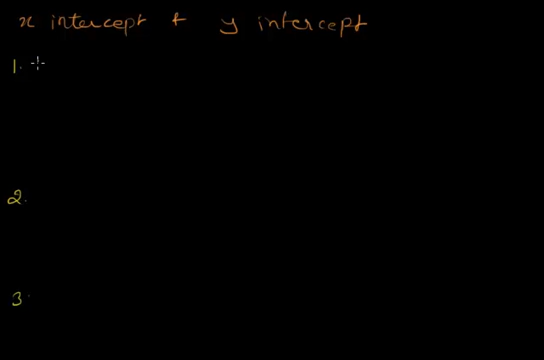 x intercept + y intercept
1.
2.
3.